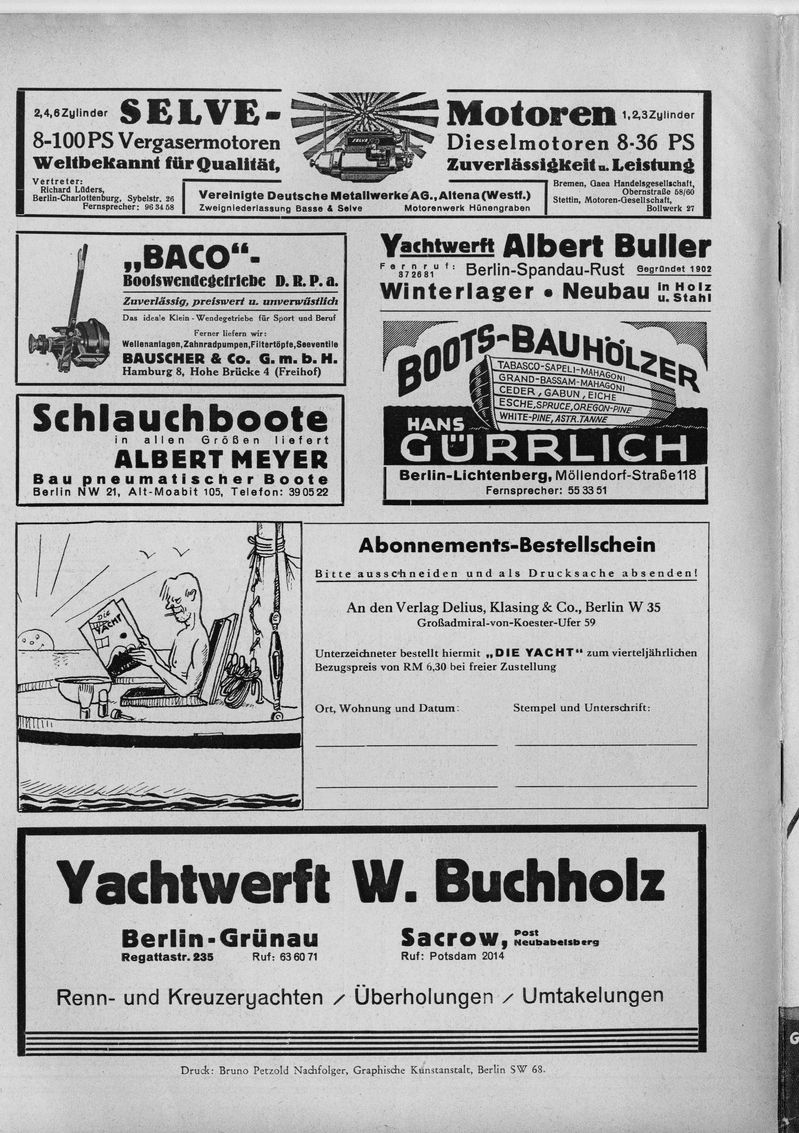 2,4,6 Zylinder SELVE-Motoren 1,2,3 Zylinder
8-100 PS Vergasermotoren
Dieselmotoren 8-36 PS
Weltbekannt für Qualität,
Zuverlässigkeit u. Leistung
SELVE
Vertreter:
Richard Lüders,
Berlin-Charlottenburg, Sybelstr. 26
Fernsprecher: 96 34 58
Vereinigte Deutsche Metallwerke AG., Altena (Westf.)
Zweigniederlassung Basse & Selve Motorenwerk Hünengraben
Bremen, Gaea Handelsgesellschaft,
Obernstraße 58/60
Stettin, Motoren-Gesellschaft,
Bollwerk 27
„BACO“-
Bootswendegetriebe D. R. P. a.
Zuverlässig, preiswert u. unverwüstlich
Das ideale Klein-Wendegetriebe für Sport und Beruf
Ferner liefern wir:
Wellenanlagen, Zahnradpumpen, Filtertöpfe, Seeventile
BAUSCHER & Co. G. m. b. H.
Hamburg 8, Hohe Brücke 4 (Freihof)
Yachtwerft Albert Buller
Fernruf:
872681
Berlin-Spandau-Rust Gegründet 1902
Winterlager • Neubau in Holz
u. Stahl
Schlauchboote
in allen Größen liefert
ALBERT MEYER
Bau pneumatischer Boote
Berlin NW 21, Alt-Moabit 105, Telefon: 39 05 22
BOOTS-BAUHÖLZER
TABASCO-SAPELI-MAHAGONI
GRAND-BASSAM-MAHAGONI
CEDER, GABUN, EICHE
ESCHE, SPRUCE, OREGON-PINE
WHITE-PINE, ASTR. TANNE
HANS
GÜRRLICH
Berlin-Lichtenberg, Möllendorf-Straße 118
Fernsprecher: 55 33 51
DIE
YACHT
Abonnements-Bestellschein
Bitte ausschneiden und als Drucksache absenden!
An den Verlag Delius, Klasing & Co., Berlin W 35
Großadmiral-von-Koester-Ufer 59
Unterzeichneter bestellt hiermit „DIE YACHT“ zum vierteljährlichen
Bezugspreis von RM 6,30 bei freier Zustellung
Ort, Wohnung und Datum: Stempel und Unterschrift:
Yachtwerft W. Buchholz
Berlin-Grünau
Regattastr. 235 Ruf: 63 60 71
Sacrow, Post
Neubabelsberg
Ruf: Potsdam 2014
Renn- und Kreuzeryachten / Überholungen / Umtakelungen
Druck: Bruno Petzold Nachfolger, Graphische Kunstanstalt, Berlin SW 68.
G